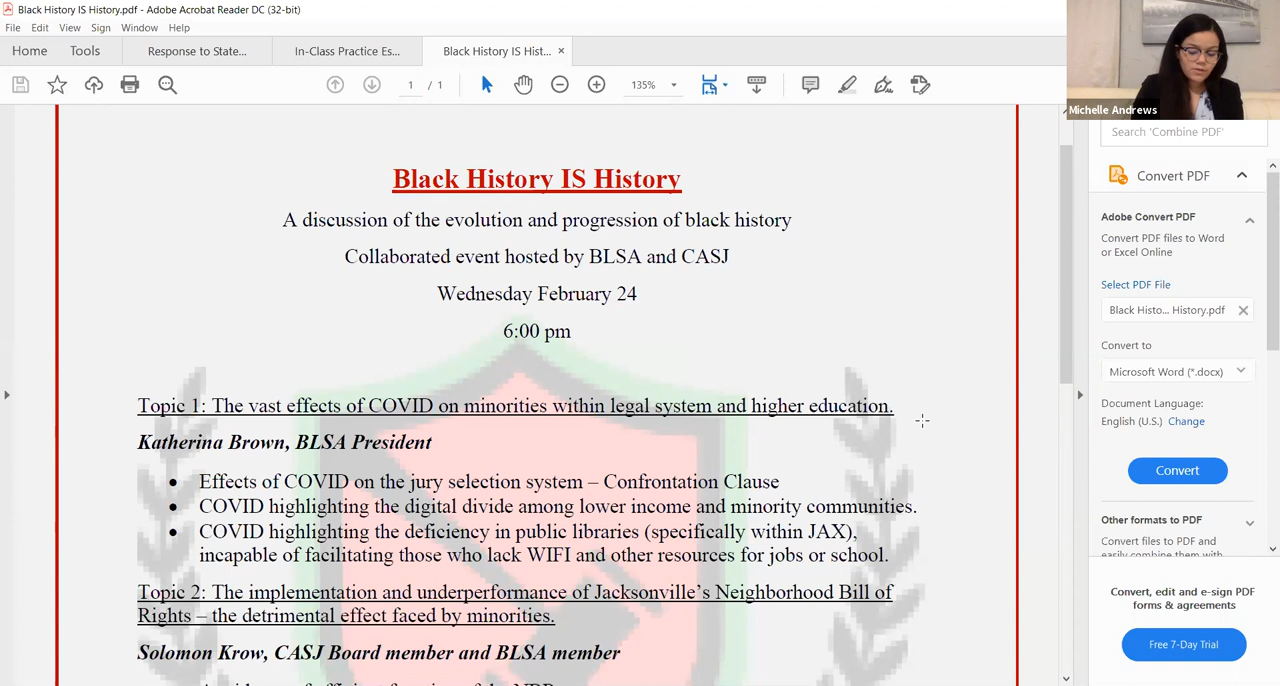 Black History IS History.pdf - Adobe Acrobat Reader DC (32-bit)
File Edit View Sign Window Help
Home Tools Response to State... In-Class Practice Es... Black History IS Hist... ×
1 / 1 135%
Michelle Andrews
Black History IS History
A discussion of the evolution and progression of black history
Collaborated event hosted by BLSA and CASJ
Wednesday February 24
6:00 pm
Topic 1: The vast effects of COVID on minorities within legal system and higher education.
Katherina Brown, BLSA President
• Effects of COVID on the jury selection system – Confrontation Clause
• COVID highlighting the digital divide among lower income and minority communities.
• COVID highlighting the deficiency in public libraries (specifically within JAX),
incapable of facilitating those who lack WIFI and other resources for jobs or school.
Topic 2: The implementation and underperformance of Jacksonville's Neighborhood Bill of
Rights – the detrimental effect faced by minorities.
Solomon Krow, CASJ Board member and BLSA member
Search 'Combine PDF'
Convert PDF
Adobe Convert PDF
Convert PDF files to Word
or Excel Online
Select PDF File
Black Histo... History.pdf
Convert to
Microsoft Word (*.docx)
Document Language:
English (U.S.) Change
Convert
Other formats to PDF
Convert files to PDF and
easily combine them with
Convert, edit and e-sign PDF
forms & agreements
Free 7-Day Trial